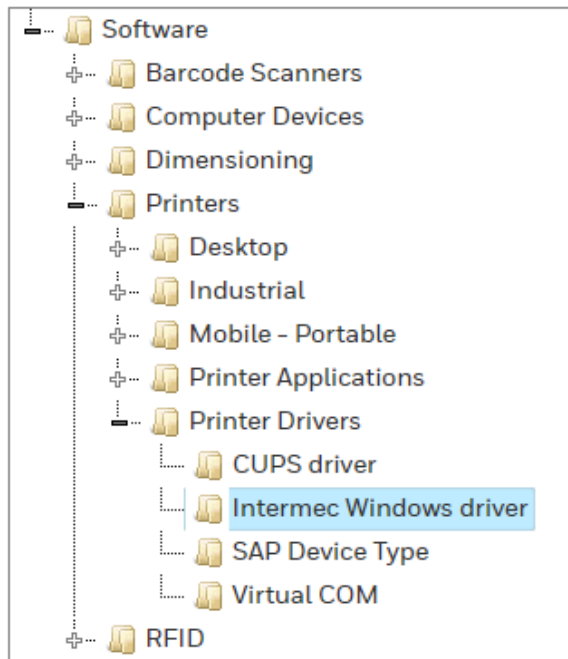 Software
Barcode Scanners
Computer Devices
Dimensioning
Printers
Desktop
Industrial
Mobile - Portable
Printer Applications
Printer Drivers
CUPS driver
Intermec Windows driver
SAP Device Type
Virtual COM
RFID